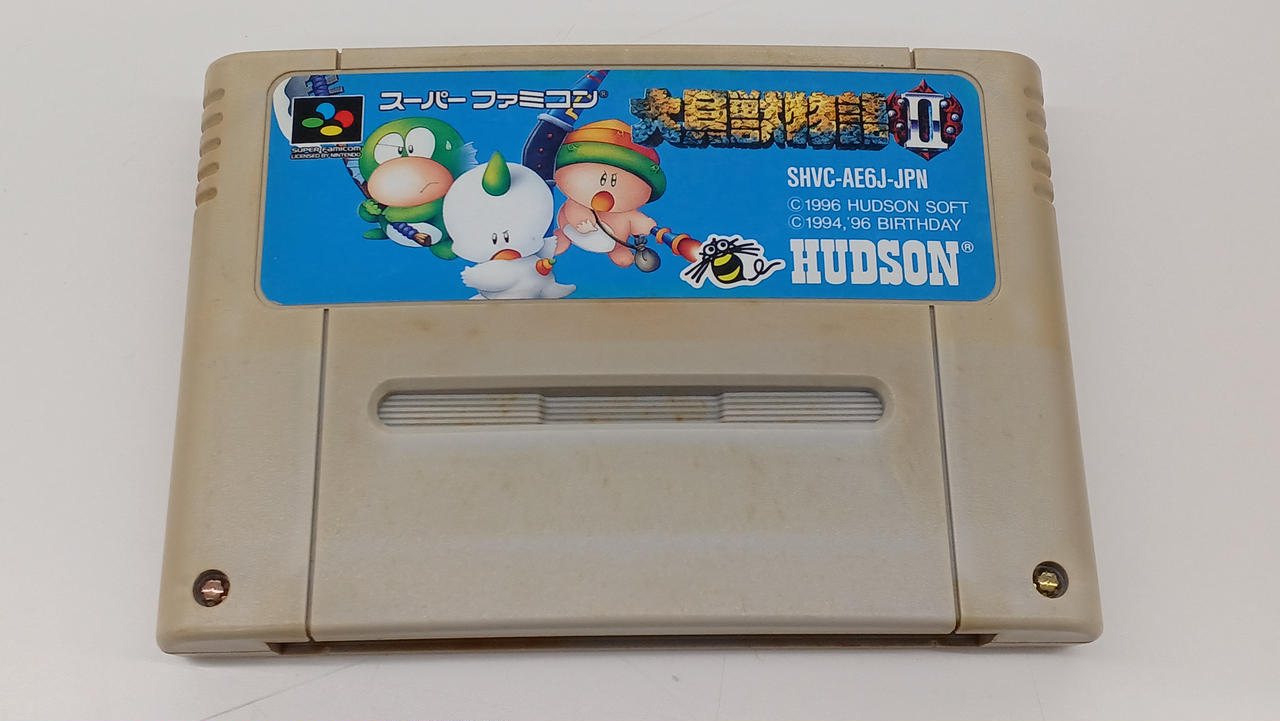 スーパーファミコン®
大貝獣物語II
SUPER FAMICOM
LICENSED BY NINTENDO
SHVC-AE6J-JPN
©1996 HUDSON SOFT
©1994,'96 BIRTHDAY
HUDSON®